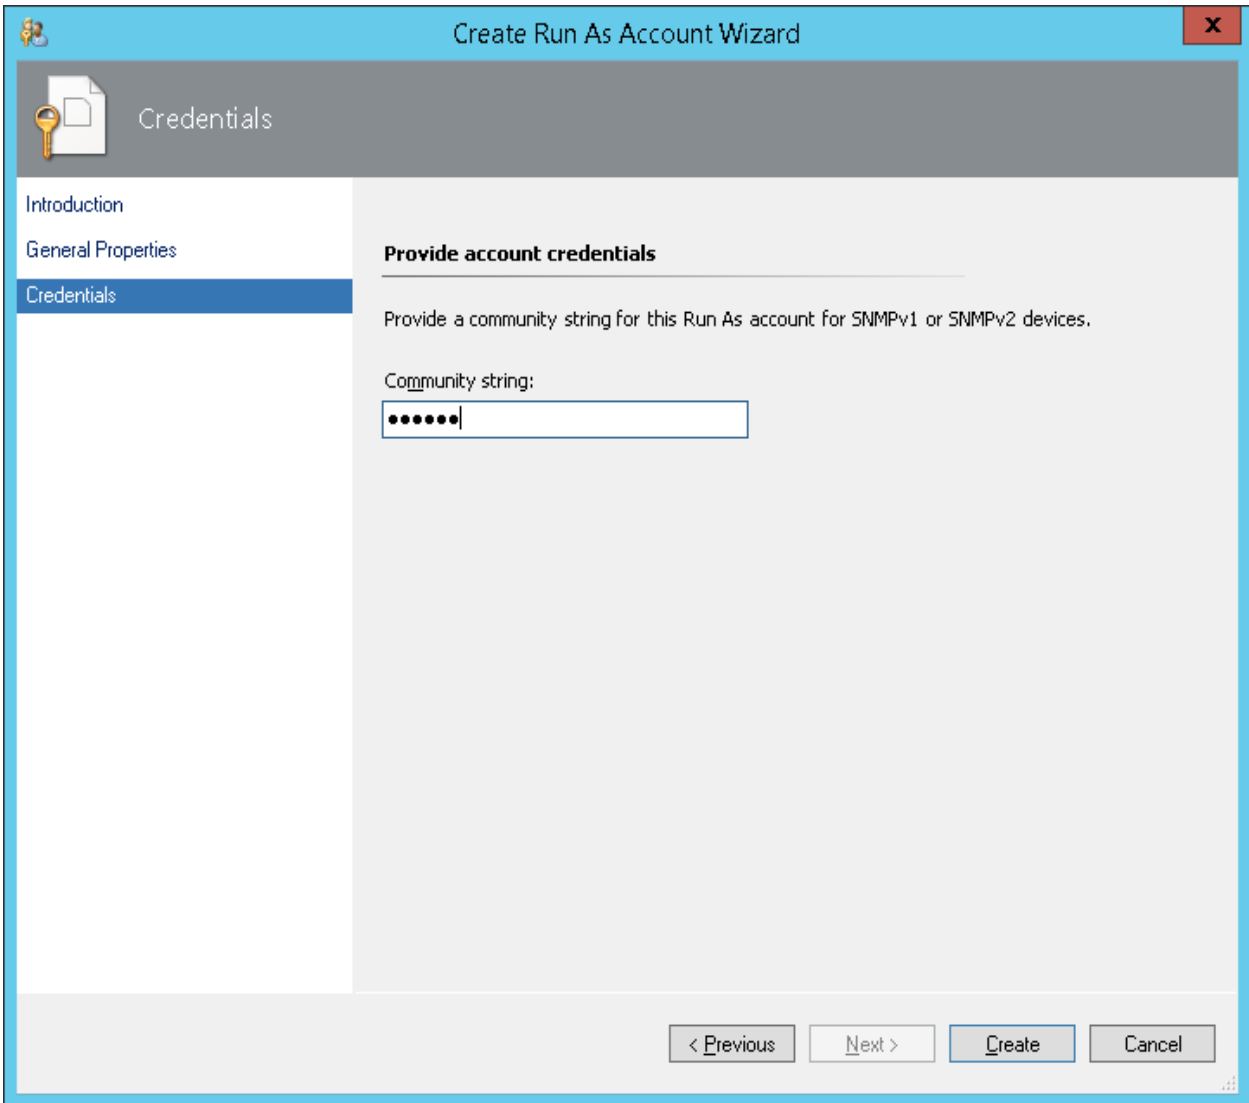 Create Run As Account Wizard
x
Credentials
Introduction
General Properties
Credentials
Provide account credentials
Provide a community string for this Run As account for SNMPv1 or SNMPv2 devices.
Community string:
●●●●●●
< Previous
Next >
Create
Cancel